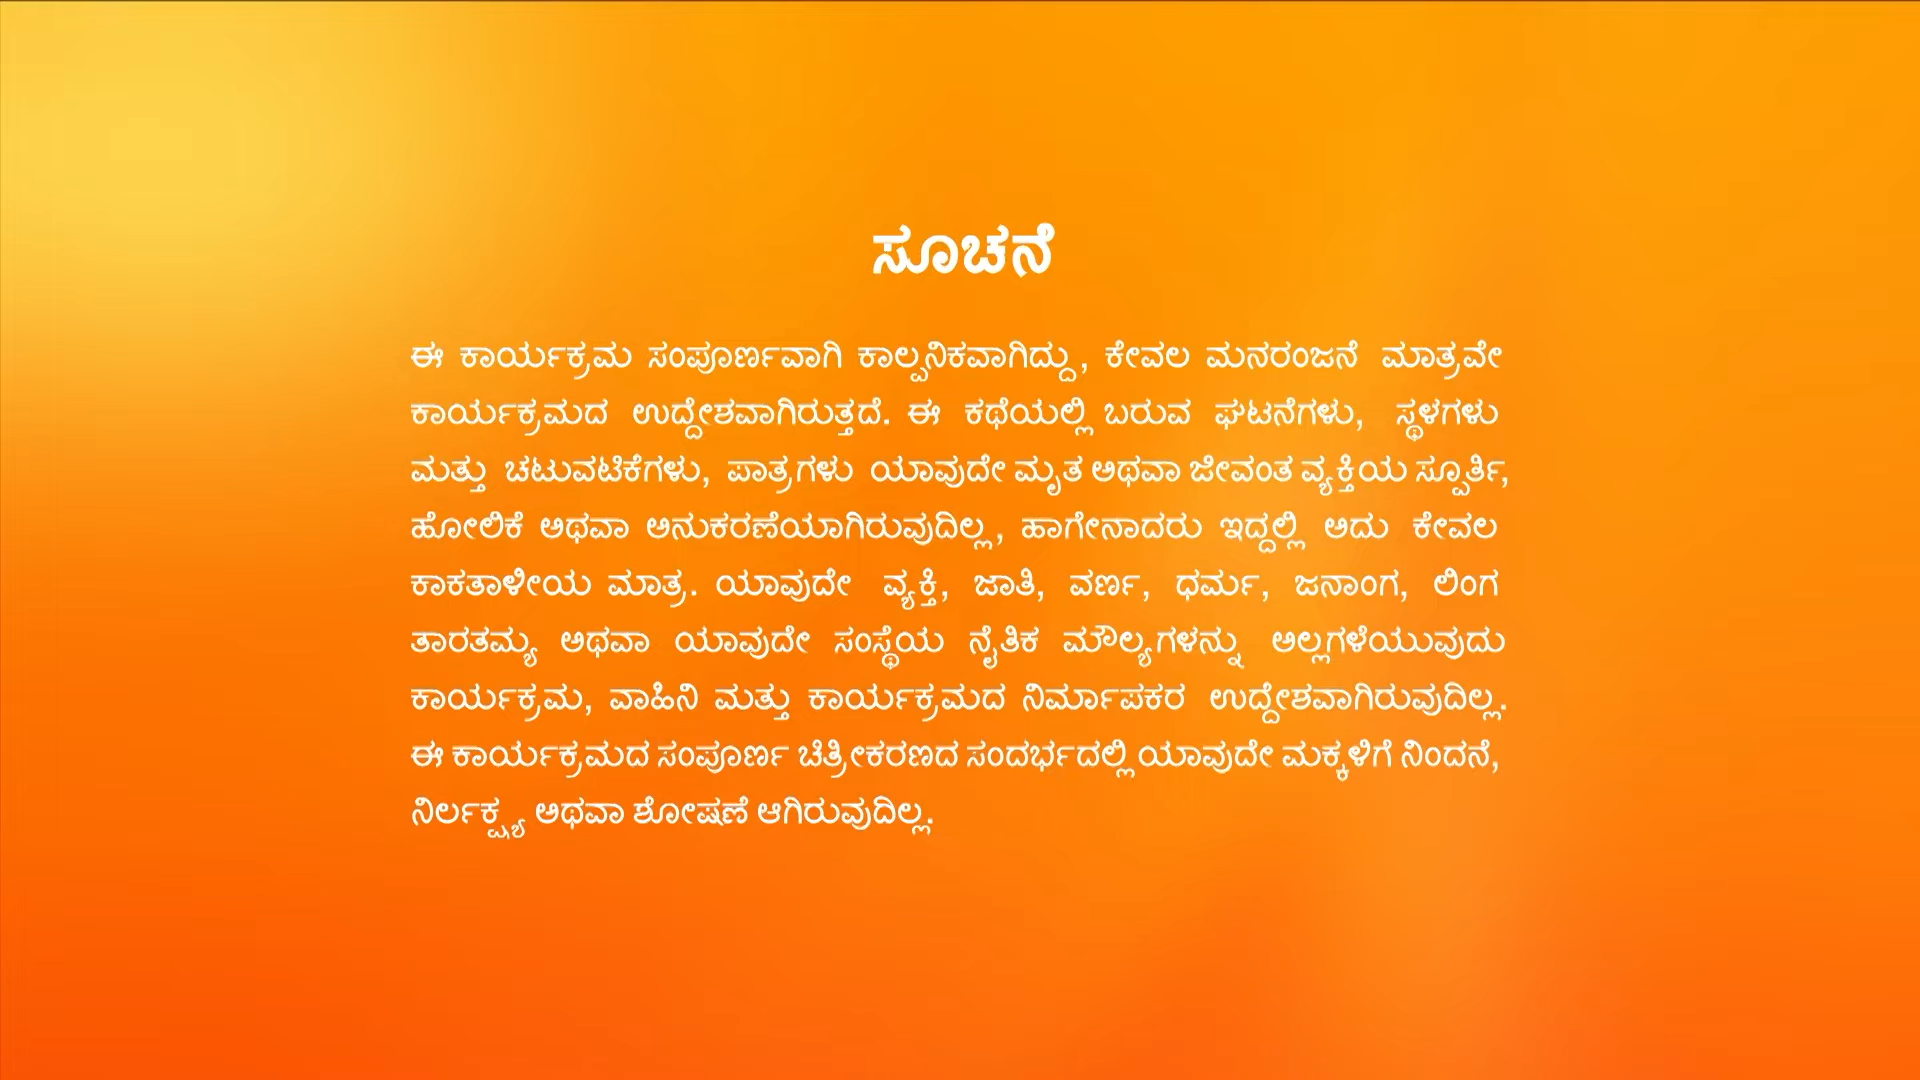 ಸೂಚನೆ
ಈ ಕಾರ್ಯಕ್ರಮ ಸಂಪೂರ್ಣವಾಗಿ ಕಾಲ್ಪನಿಕವಾಗಿದ್ದು, ಕೇವಲ ಮನರಂಜನೆ ಮಾತ್ರವೇ
ಕಾರ್ಯಕ್ರಮದ ಉದ್ದೇಶವಾಗಿರುತ್ತದೆ. ಈ ಕಥೆಯಲ್ಲಿ ಬರುವ ಘಟನೆಗಳು, ಸ್ಥಳಗಳು
ಮತ್ತು ಚಟುವಟಿಕೆಗಳು, ಪಾತ್ರಗಳು ಯಾವುದೇ ಮೃತ ಅಥವಾ ಜೀವಂತ ವ್ಯಕ್ತಿಯ ಸ್ಪೂರ್ತಿ,
ಹೋಲಿಕೆ ಅಥವಾ ಅನುಕರಣೆಯಾಗಿರುವುದಿಲ್ಲ, ಹಾಗೇನಾದರು ಇದ್ದಲ್ಲಿ ಅದು ಕೇವಲ
ಕಾಕತಾಳೀಯ ಮಾತ್ರ. ಯಾವುದೇ ವ್ಯಕ್ತಿ, ಜಾತಿ, ವರ್ಣ, ಧರ್ಮ, ಜನಾಂಗ, ಲಿಂಗ
ತಾರತಮ್ಯ ಅಥವಾ ಯಾವುದೇ ಸಂಸ್ಥೆಯ ನೈತಿಕ ಮೌಲ್ಯಗಳನ್ನು ಅಲ್ಲಗಳೆಯುವುದು
ಕಾರ್ಯಕ್ರಮ, ವಾಹಿನಿ ಮತ್ತು ಕಾರ್ಯಕ್ರಮದ ನಿರ್ಮಾಪಕರ ಉದ್ದೇಶವಾಗಿರುವುದಿಲ್ಲ.
ಈ ಕಾರ್ಯಕ್ರಮದ ಸಂಪೂರ್ಣ ಚಿತ್ರೀಕರಣದ ಸಂದರ್ಭದಲ್ಲಿ ಯಾವುದೇ ಮಕ್ಕಳಿಗೆ ನಿಂದನೆ,
ನಿರ್ಲಕ್ಷ್ಯ ಅಥವಾ ಶೋಷಣೆ ಆಗಿರುವುದಿಲ್ಲ.